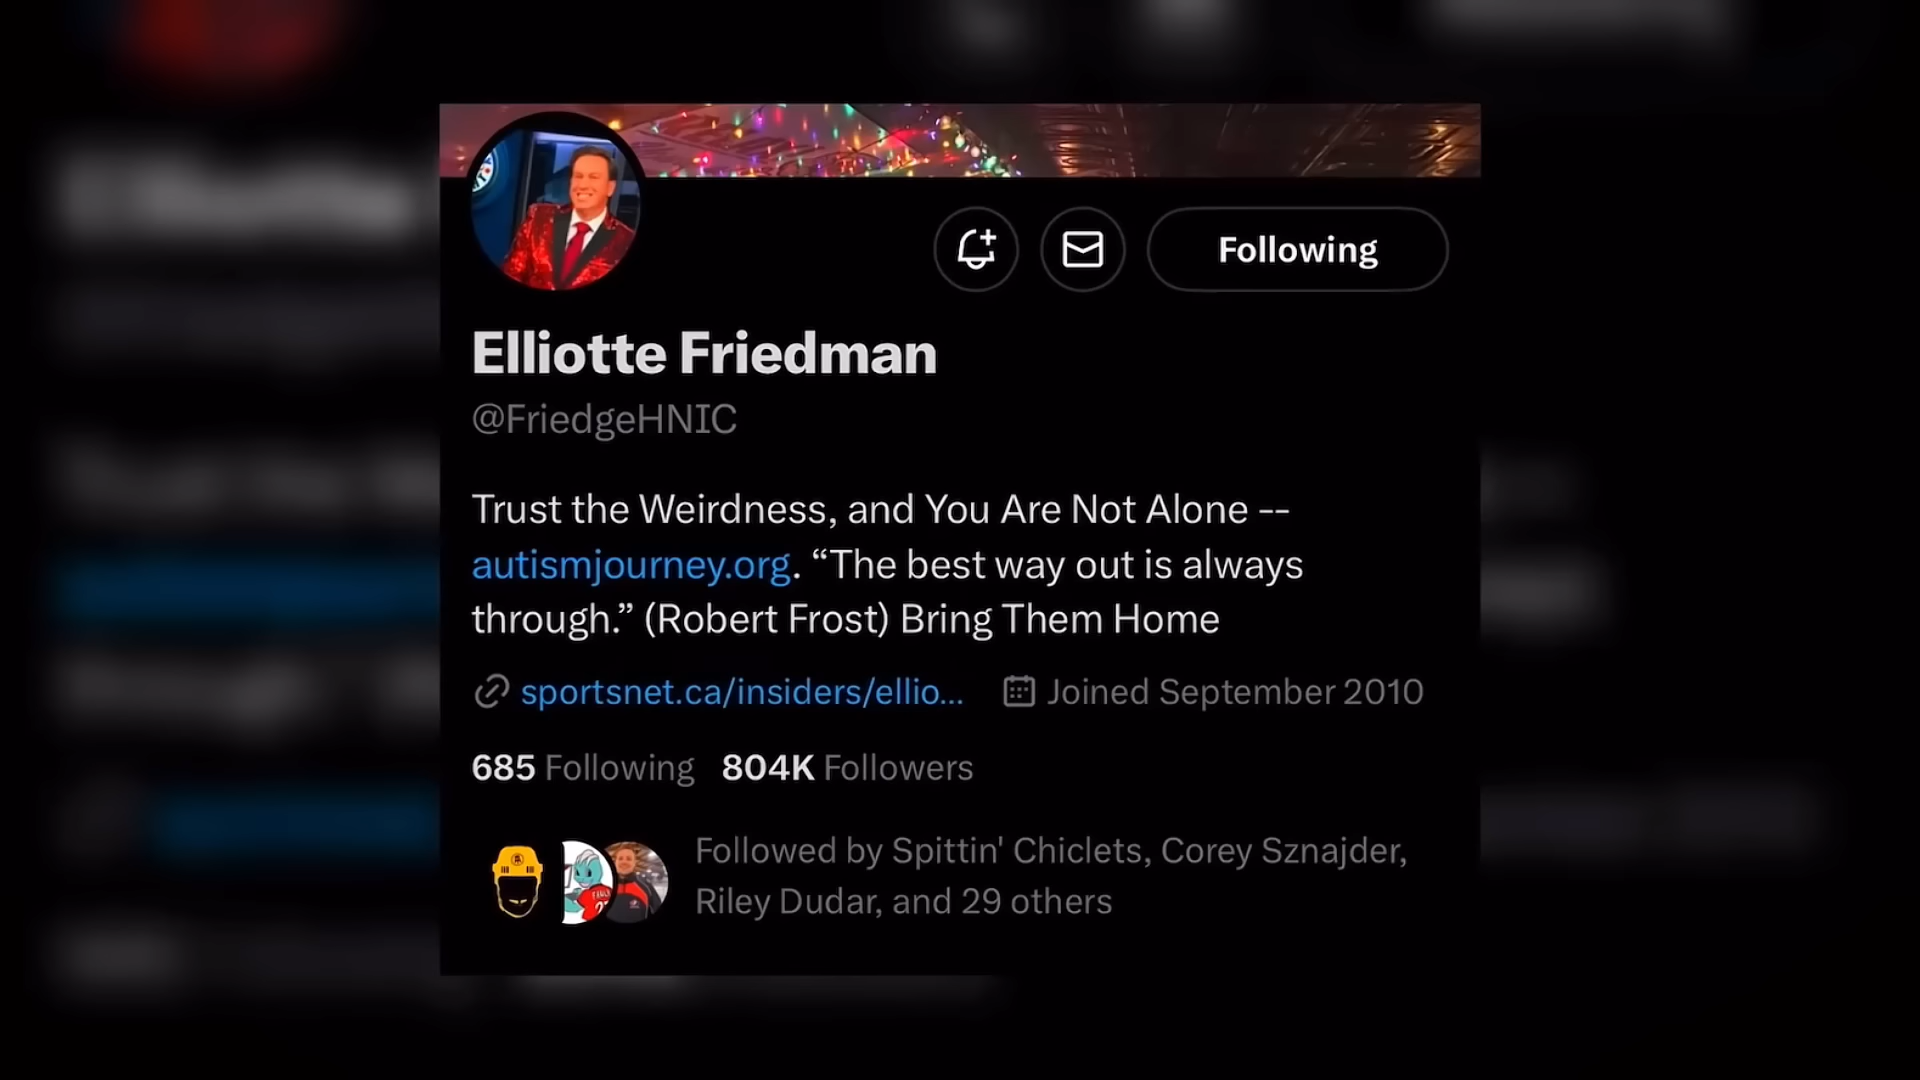 Following
Elliotte Friedman
@FriedgeHNIC
Trust the Weirdness, and You Are Not Alone --
autismjourney.org. “The best way out is always
through.” (Robert Frost) Bring Them Home
sportsnet.ca/insiders/ellio... Joined September 2010
685 Following 804K Followers
Followed by Spittin' Chiclets, Corey Sznajder,
Riley Dudar, and 29 others